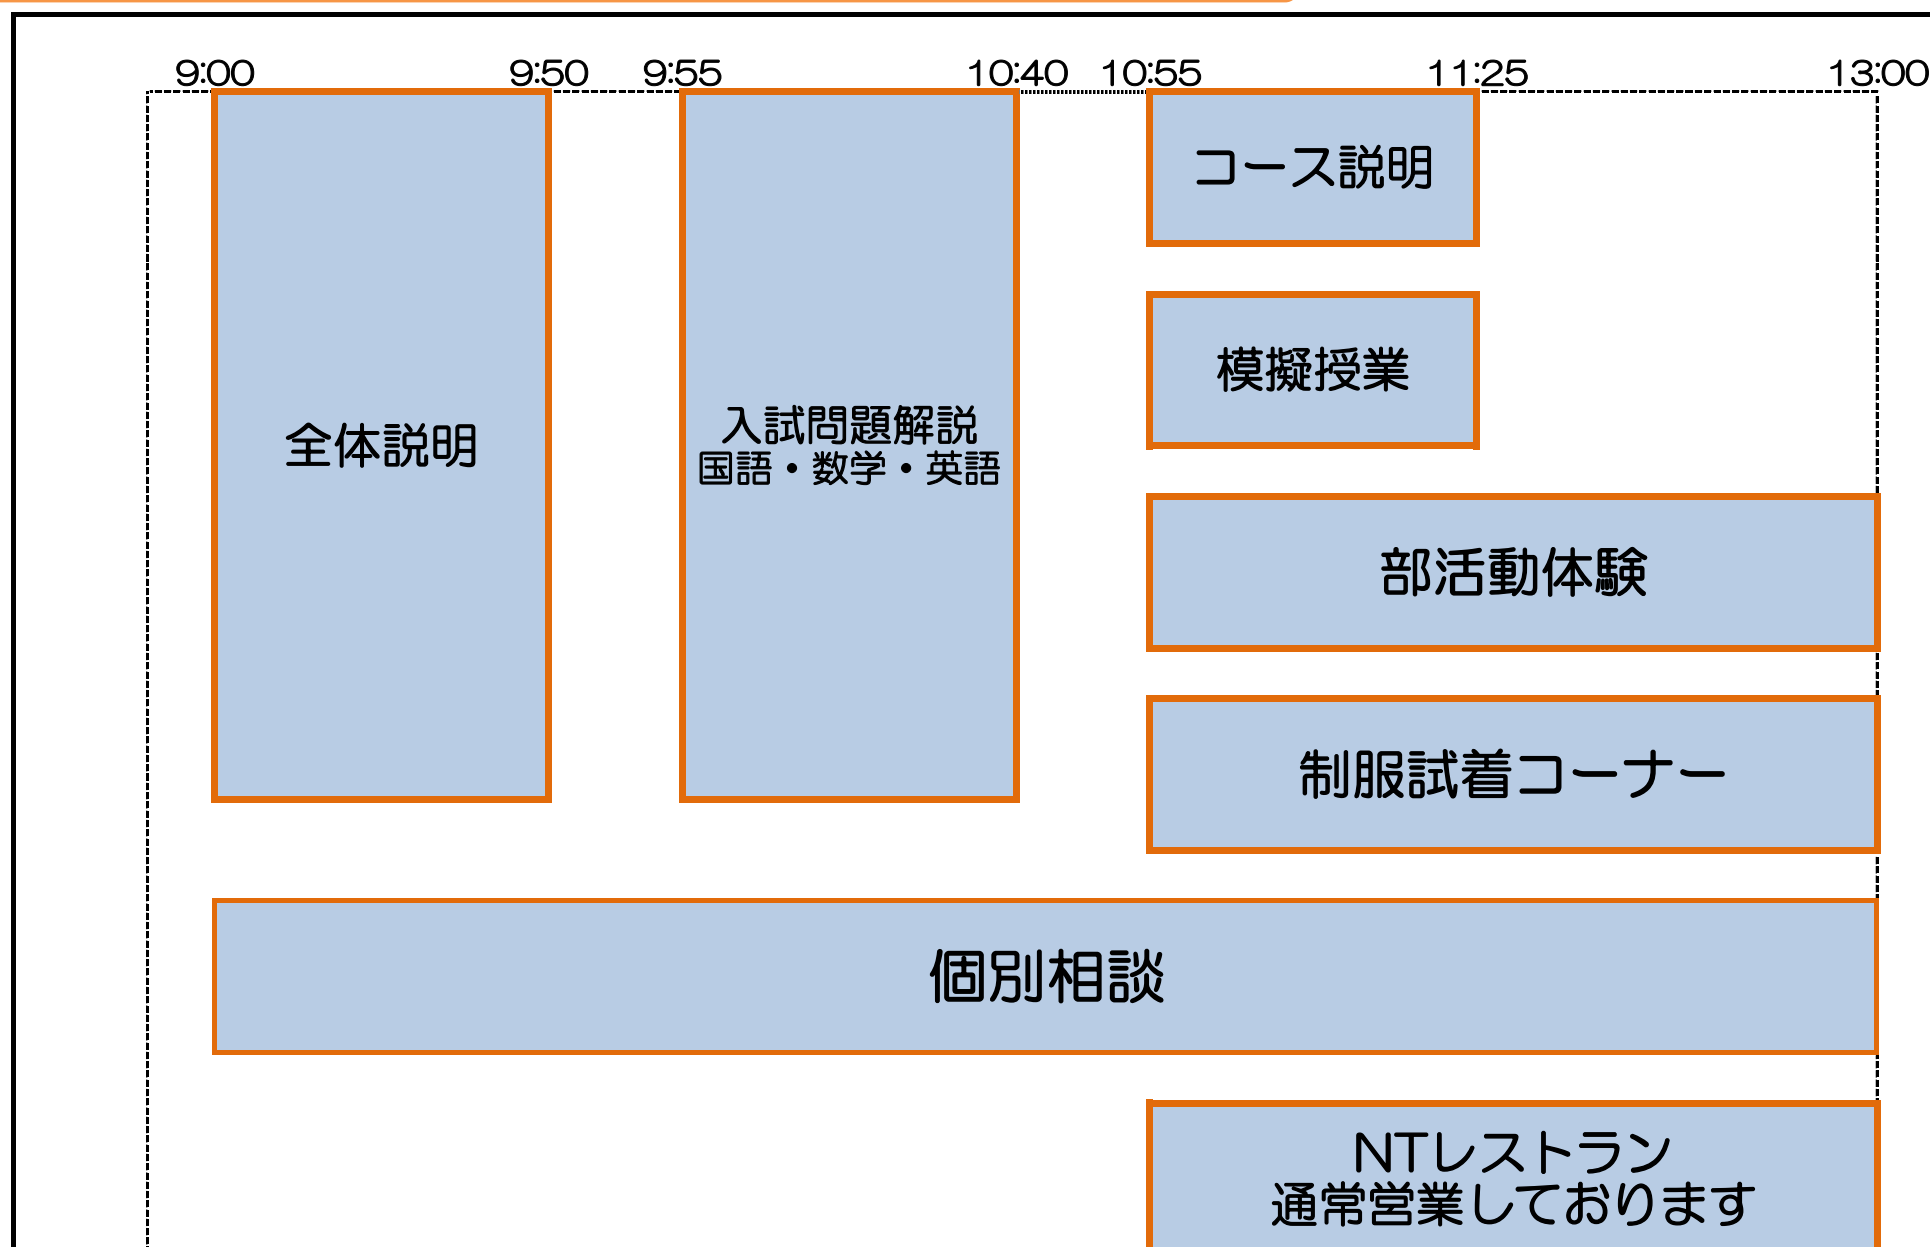 9:00 9:50 9:55 10:40 10:55 11:25 13:00
コース説明
模擬授業
全体説明
入試問題解説
国語・数学・英語
部活動体験
制服試着コーナー
個別相談
NTレストラン
通常営業しております